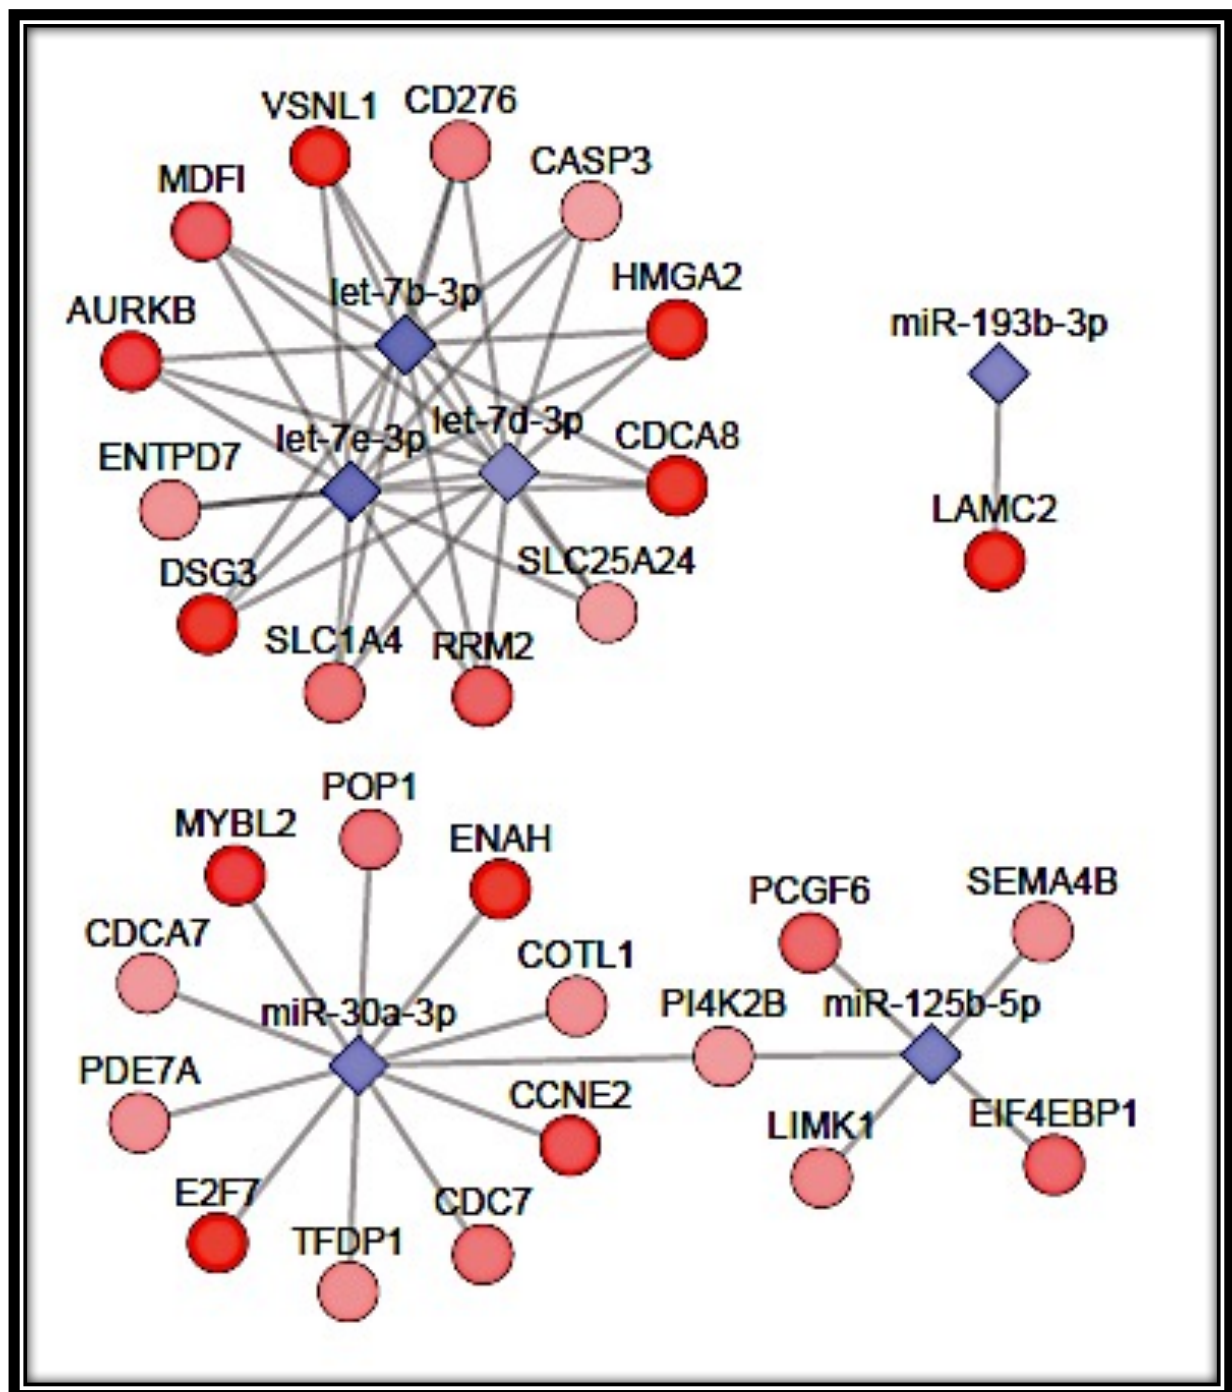 VSNL1
CD276
CASP3
MDFI
let-7b-3p
HMGA2
AURKB
miR-193b-3p
let-7d-3p
let-7e-3p
CDCA8
ENTPD7
LAMC2
DSG3
SLC25A24
SLC1A4
RRM2
POP1
MYBL2
ENAH
PCGF6
SEMA4B
CDCA7
COTL1
miR-30a-3p
PI4K2B
miR-125b-5p
PDE7A
CCNE2
LIMK1
EIF4EBP1
E2F7
CDC7
TFDP1